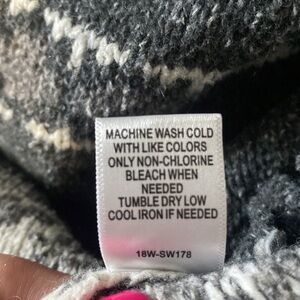 MACHINE WASH COLD
WITH LIKE COLORS
ONLY NON-CHLORINE
BLEACH WHEN
NEEDED
TUMBLE DRY LOW
COOL IRON IF NEEDED
18W-SW178